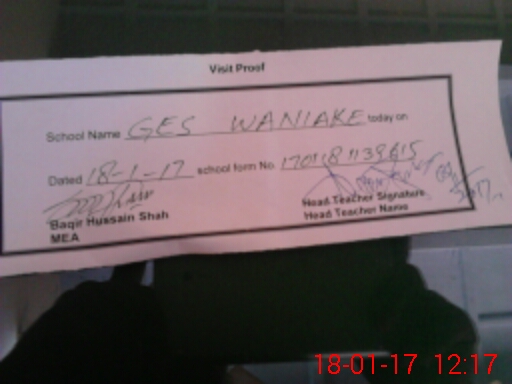 Visit Proof
School Name GES WANIAKE today on
Dated 18-1-17 school form No. 1701181139615
Baqir Hussain Shah
MEA
Head Teacher Signature
Head Teacher Name
18-01-17 12:17